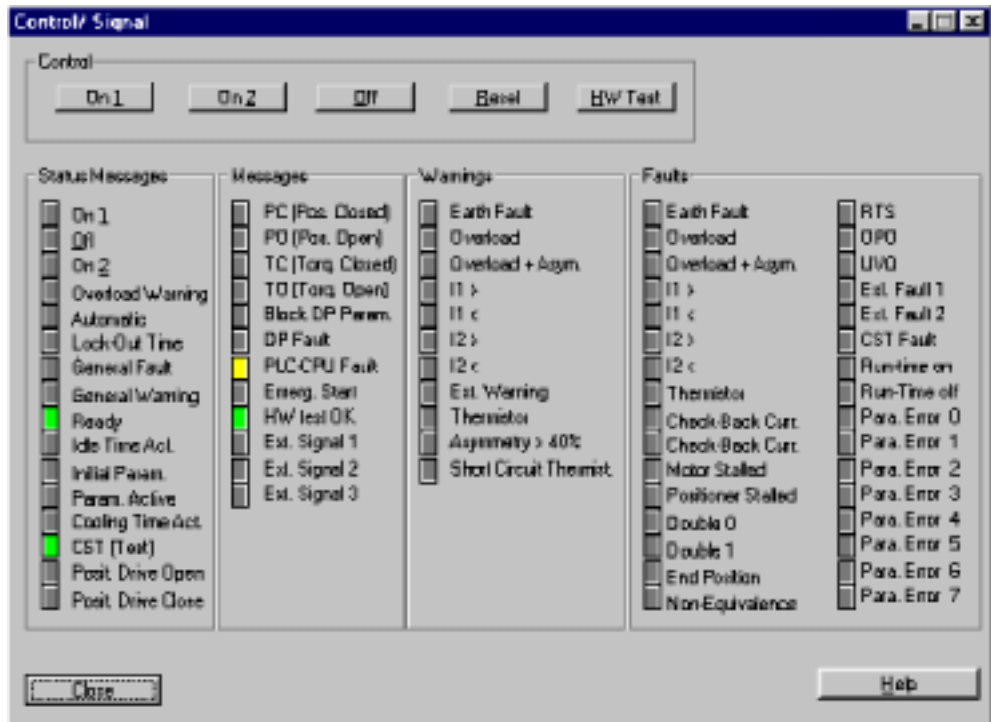 Control/ Signal
Control
On 1
On 2
Off
Reset
HW Test
Status Messages
On 1
Off
On 2
Overload Warning
Automatic
Lock-Out Time
General Fault
General Warning
Ready
Idle Time Act.
Initial Param.
Param. Active
Cooling Time Act.
CST (Test)
Posit. Drive Open
Posit. Drive Close
Messages
PC (Pos. Closed)
PO (Pos. Open)
TC (Torq. Closed)
TO (Torq. Open)
Block DP Param.
DP Fault
PLC-CPU Fault
Emerg. Start
HW test OK.
Ext. Signal 1
Ext. Signal 2
Ext. Signal 3
Warnings
Earth Fault
Overload
Overload + Asym.
I1 >
I1 <
I2 >
I2 <
Ext. Warning
Thermistor
Asymmetry > 40%
Short Circuit Thermist.
Faults
Earth Fault
Overload
Overload + Asym.
I1 >
I1 <
I2 >
I2 <
Thermistor
Check-Back Curr.
Check-Back Curr.
Motor Stalled
Positioner Stalled
Double 0
Double 1
End Position
Non-Equivalence
RTS
OPO
UVO
Ext. Fault 1
Ext. Fault 2
CST Fault
Run-time on
Run-Time off
Para. Error 0
Para. Error 1
Para. Error 2
Para. Error 3
Para. Error 4
Para. Error 5
Para. Error 6
Para. Error 7
Close
Help